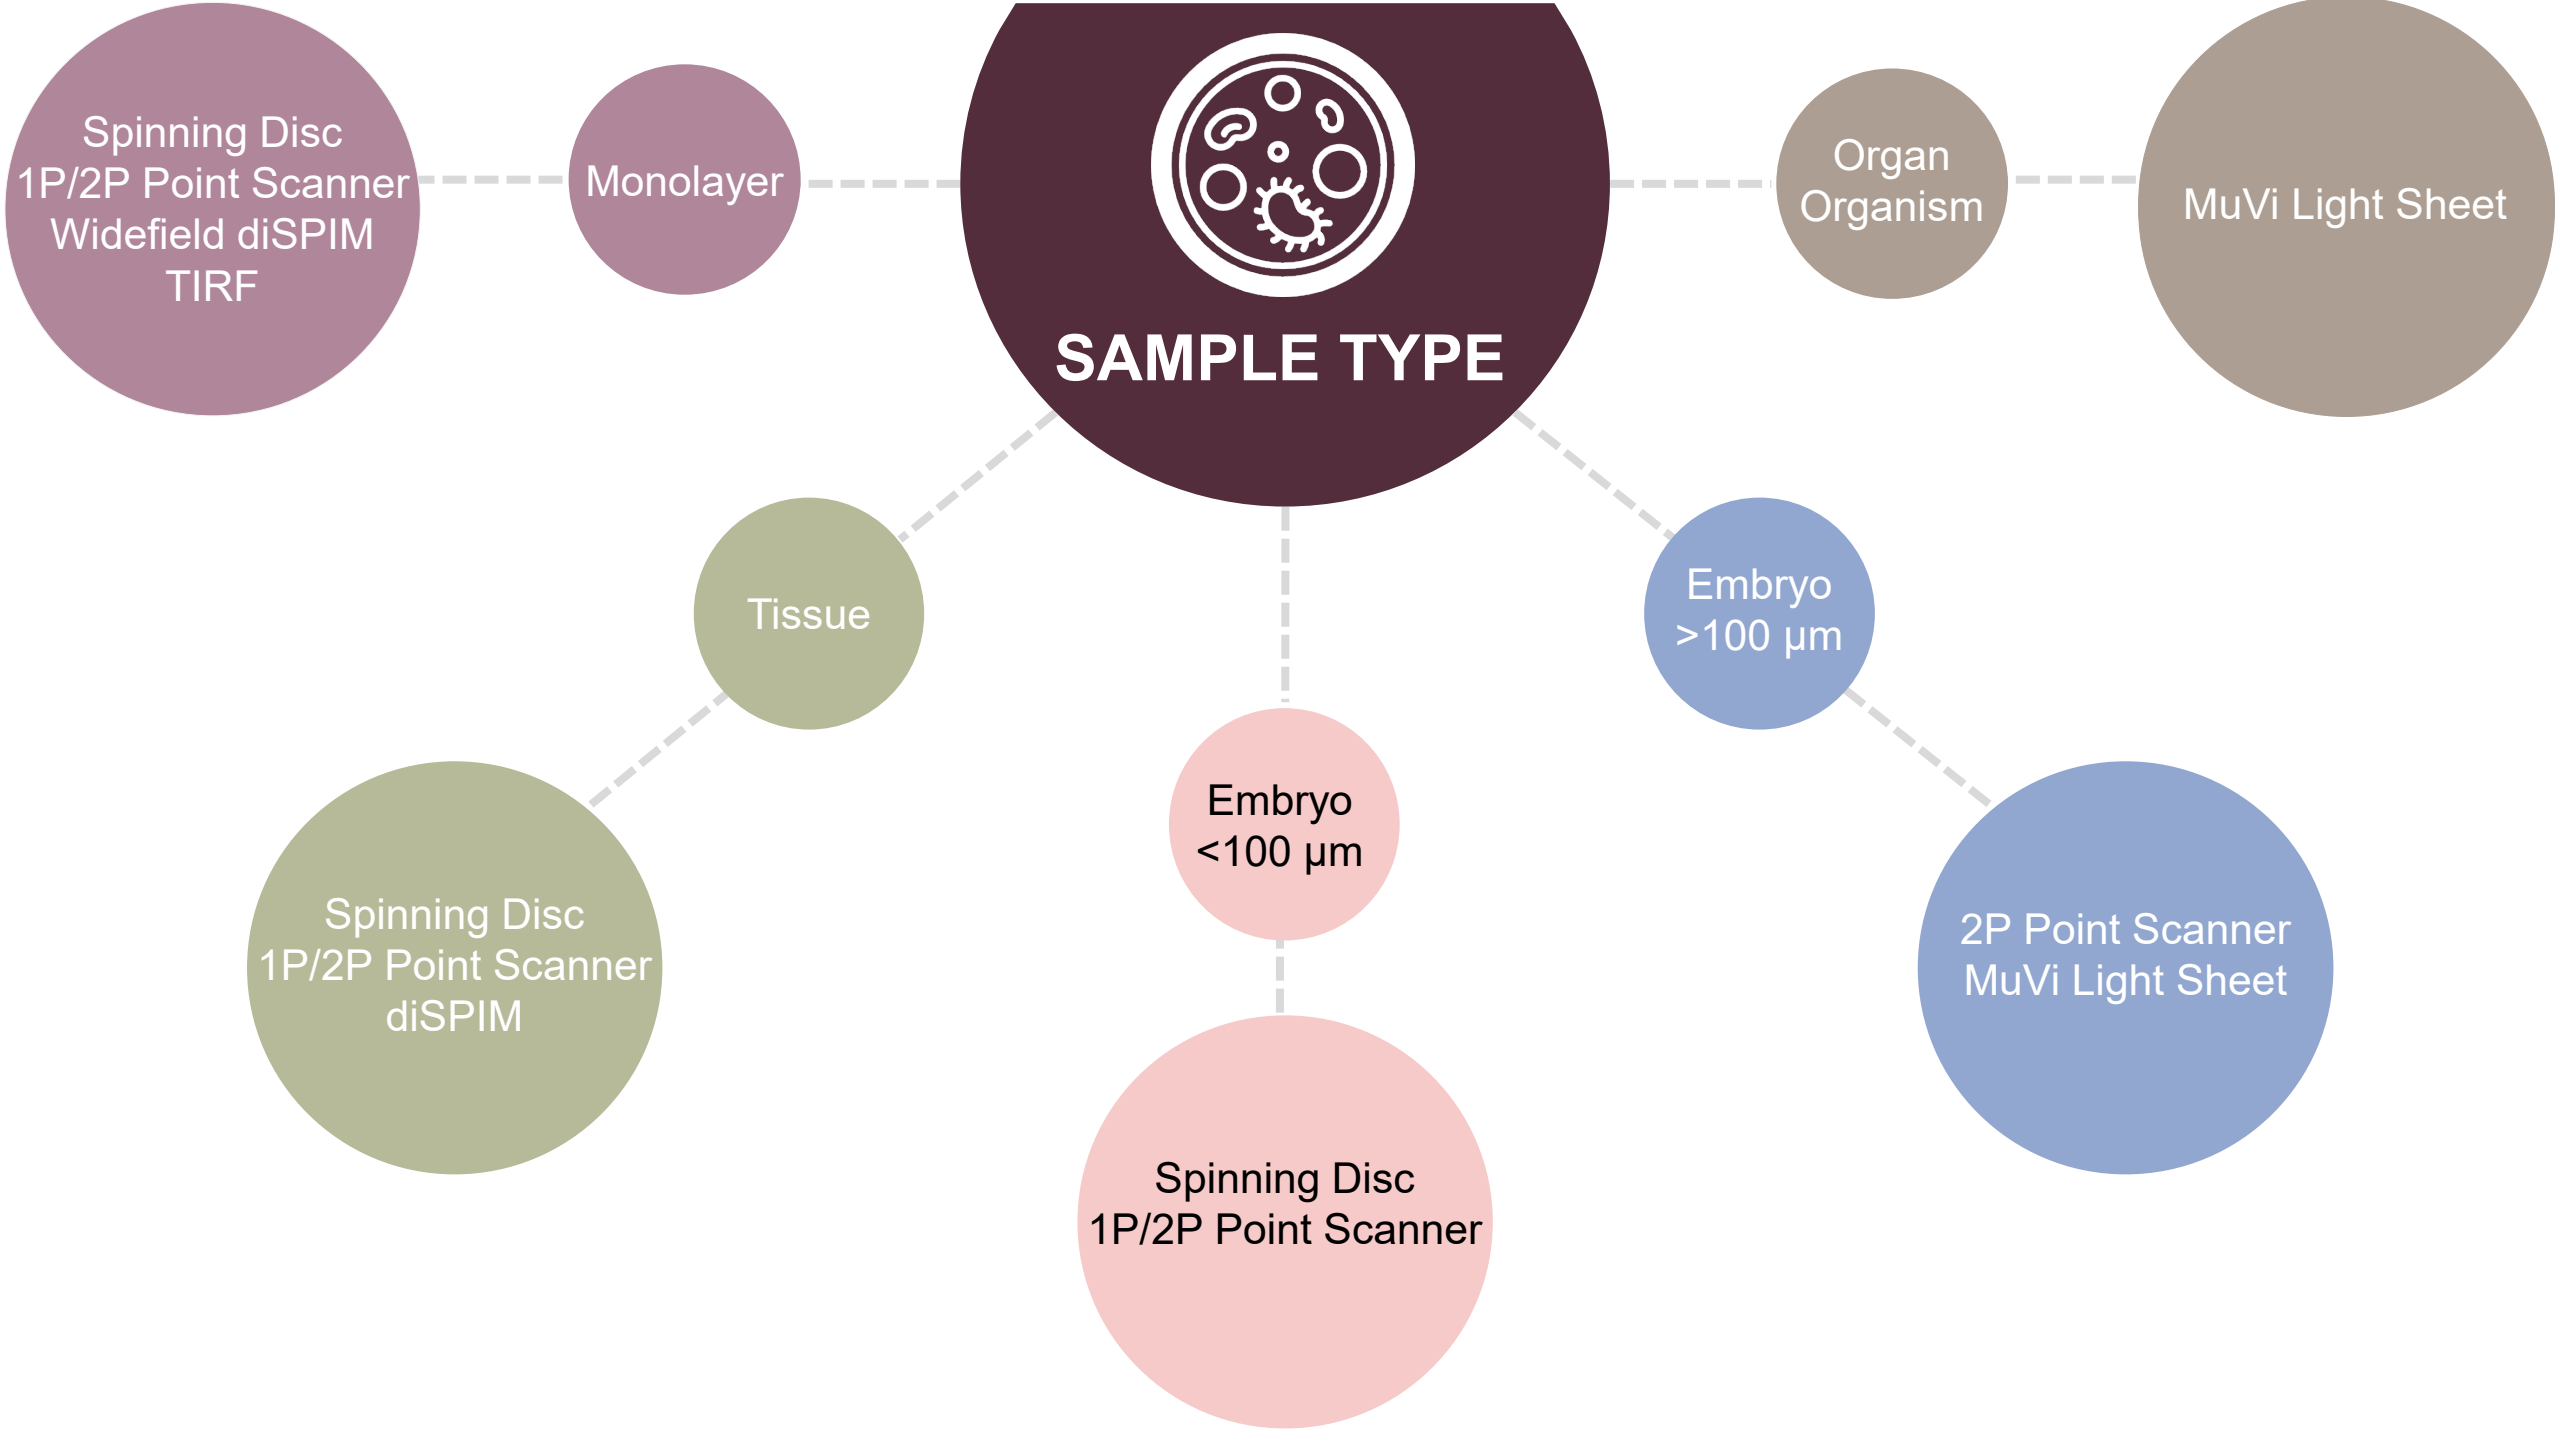 SAMPLE TYPE
Monolayer
Spinning Disc
1P/2P Point Scanner
Widefield diSPIM
TIRF
Tissue
Spinning Disc
1P/2P Point Scanner
diSPIM
Embryo
<100 µm
Spinning Disc
1P/2P Point Scanner
Embryo
>100 µm
2P Point Scanner
MuVi Light Sheet
Organ
Organism
MuVi Light Sheet